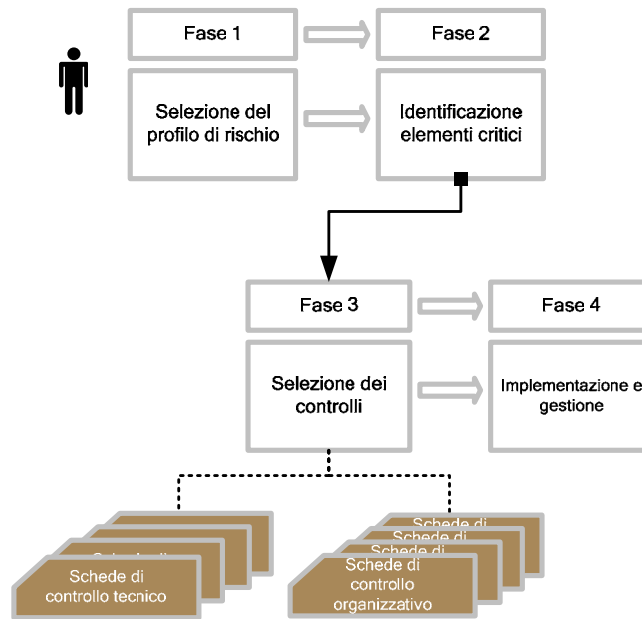 Fase 1
Fase 2
Selezione del
profilo di rischio
Identificazione
elementi critici
Fase 3
Fase 4
Selezione dei
controlli
Implementazione e
gestione
Schede di
controllo tecnico
Schede di
Schede di
Schede di
Schede di
controllo
organizzativo